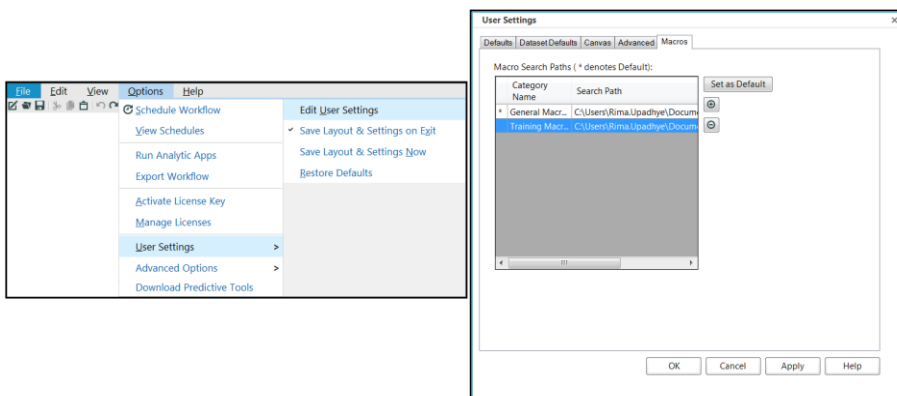 File Edit View Options Help
Schedule Workflow
View Schedules
Run Analytic Apps
Export Workflow
Activate License Key
Manage Licenses
User Settings >
Advanced Options >
Download Predictive Tools
Edit User Settings
Save Layout & Settings on Exit
Save Layout & Settings Now
Restore Defaults
User Settings
Defaults Dataset Defaults Canvas Advanced Macros
Macro Search Paths ( * denotes Default):
Category Name Search Path
* General Macr... C:\Users\Rima.Upadhye\Docum
Training Macr... C:\Users\Rima.Upadhye\Docum
Set as Default
OK Cancel Apply Help